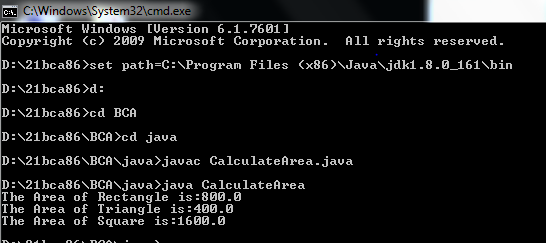 C:\Windows\System32\cmd.exe
Microsoft Windows [Version 6.1.7601]
Copyright (c) 2009 Microsoft Corporation.  All rights reserved.
D:\21bca86>set path=C:\Program Files (x86)\Java\jdk1.8.0_161\bin
D:\21bca86>d:
D:\21bca86>cd BCA
D:\21bca86\BCA>cd java
D:\21bca86\BCA\java>javac CalculateArea.java
D:\21bca86\BCA\java>java CalculateArea
The Area of Rectangle is:800.0
The Area of Triangle is:400.0
The Area of Square is:1600.0
D:\21bca86\BCA\java>